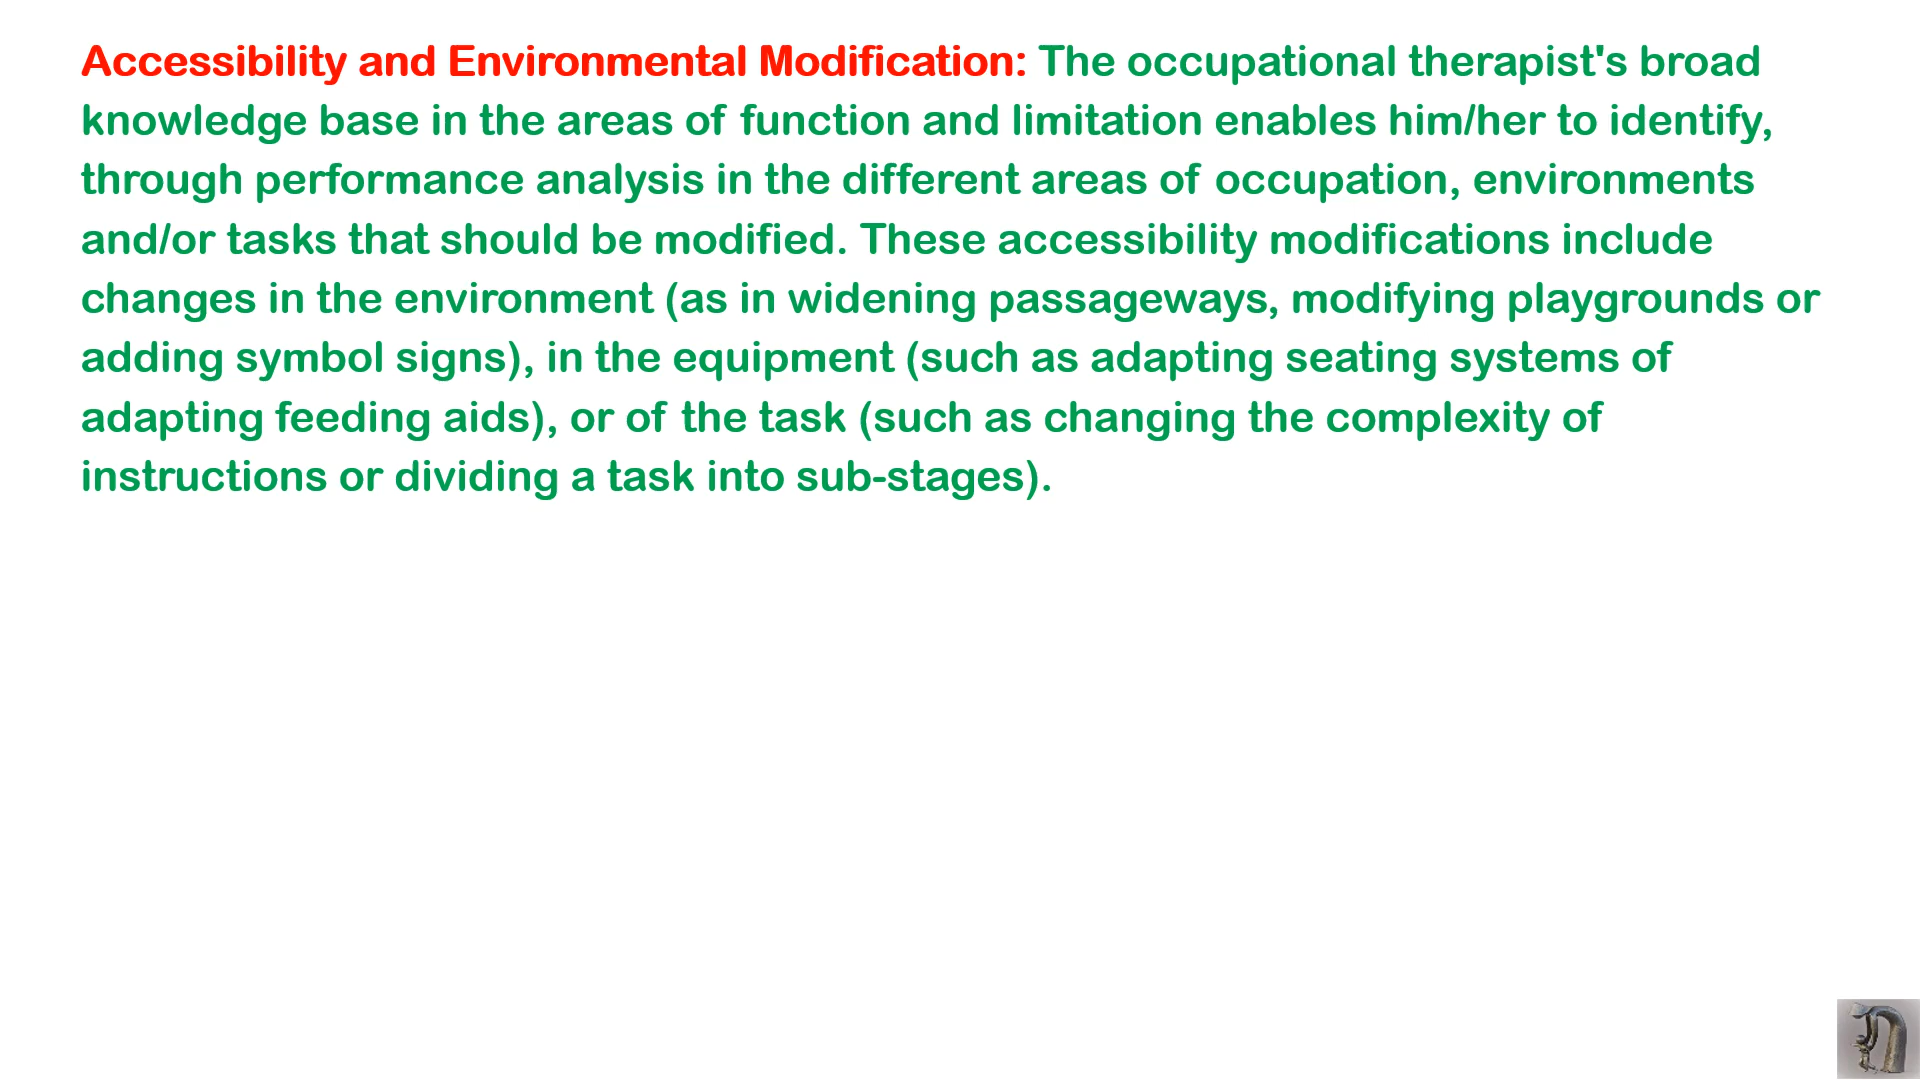 Accessibility and Environmental Modification: The occupational therapist's broad
knowledge base in the areas of function and limitation enables him/her to identify,
through performance analysis in the different areas of occupation, environments
and/or tasks that should be modified. These accessibility modifications include
changes in the environment (as in widening passageways, modifying playgrounds or
adding symbol signs), in the equipment (such as adapting seating systems of
adapting feeding aids), or of the task (such as changing the complexity of
instructions or dividing a task into sub-stages).